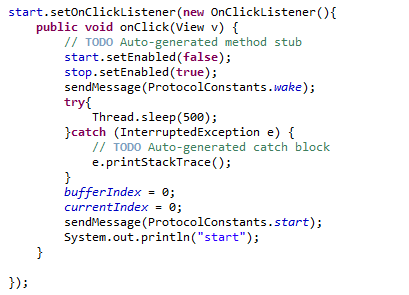 start.setOnClickListener(new OnClickListener(){
    public void onClick(View v) {
        // TODO Auto-generated method stub
        start.setEnabled(false);
        stop.setEnabled(true);
        sendMessage(ProtocolConstants.wake);
        try{
            Thread.sleep(500);
        }catch (InterruptedException e) {
            // TODO Auto-generated catch block
            e.printStackTrace();
        }
        bufferIndex = 0;
        currentIndex = 0;
        sendMessage(ProtocolConstants.start);
        System.out.println("start");
    }
});